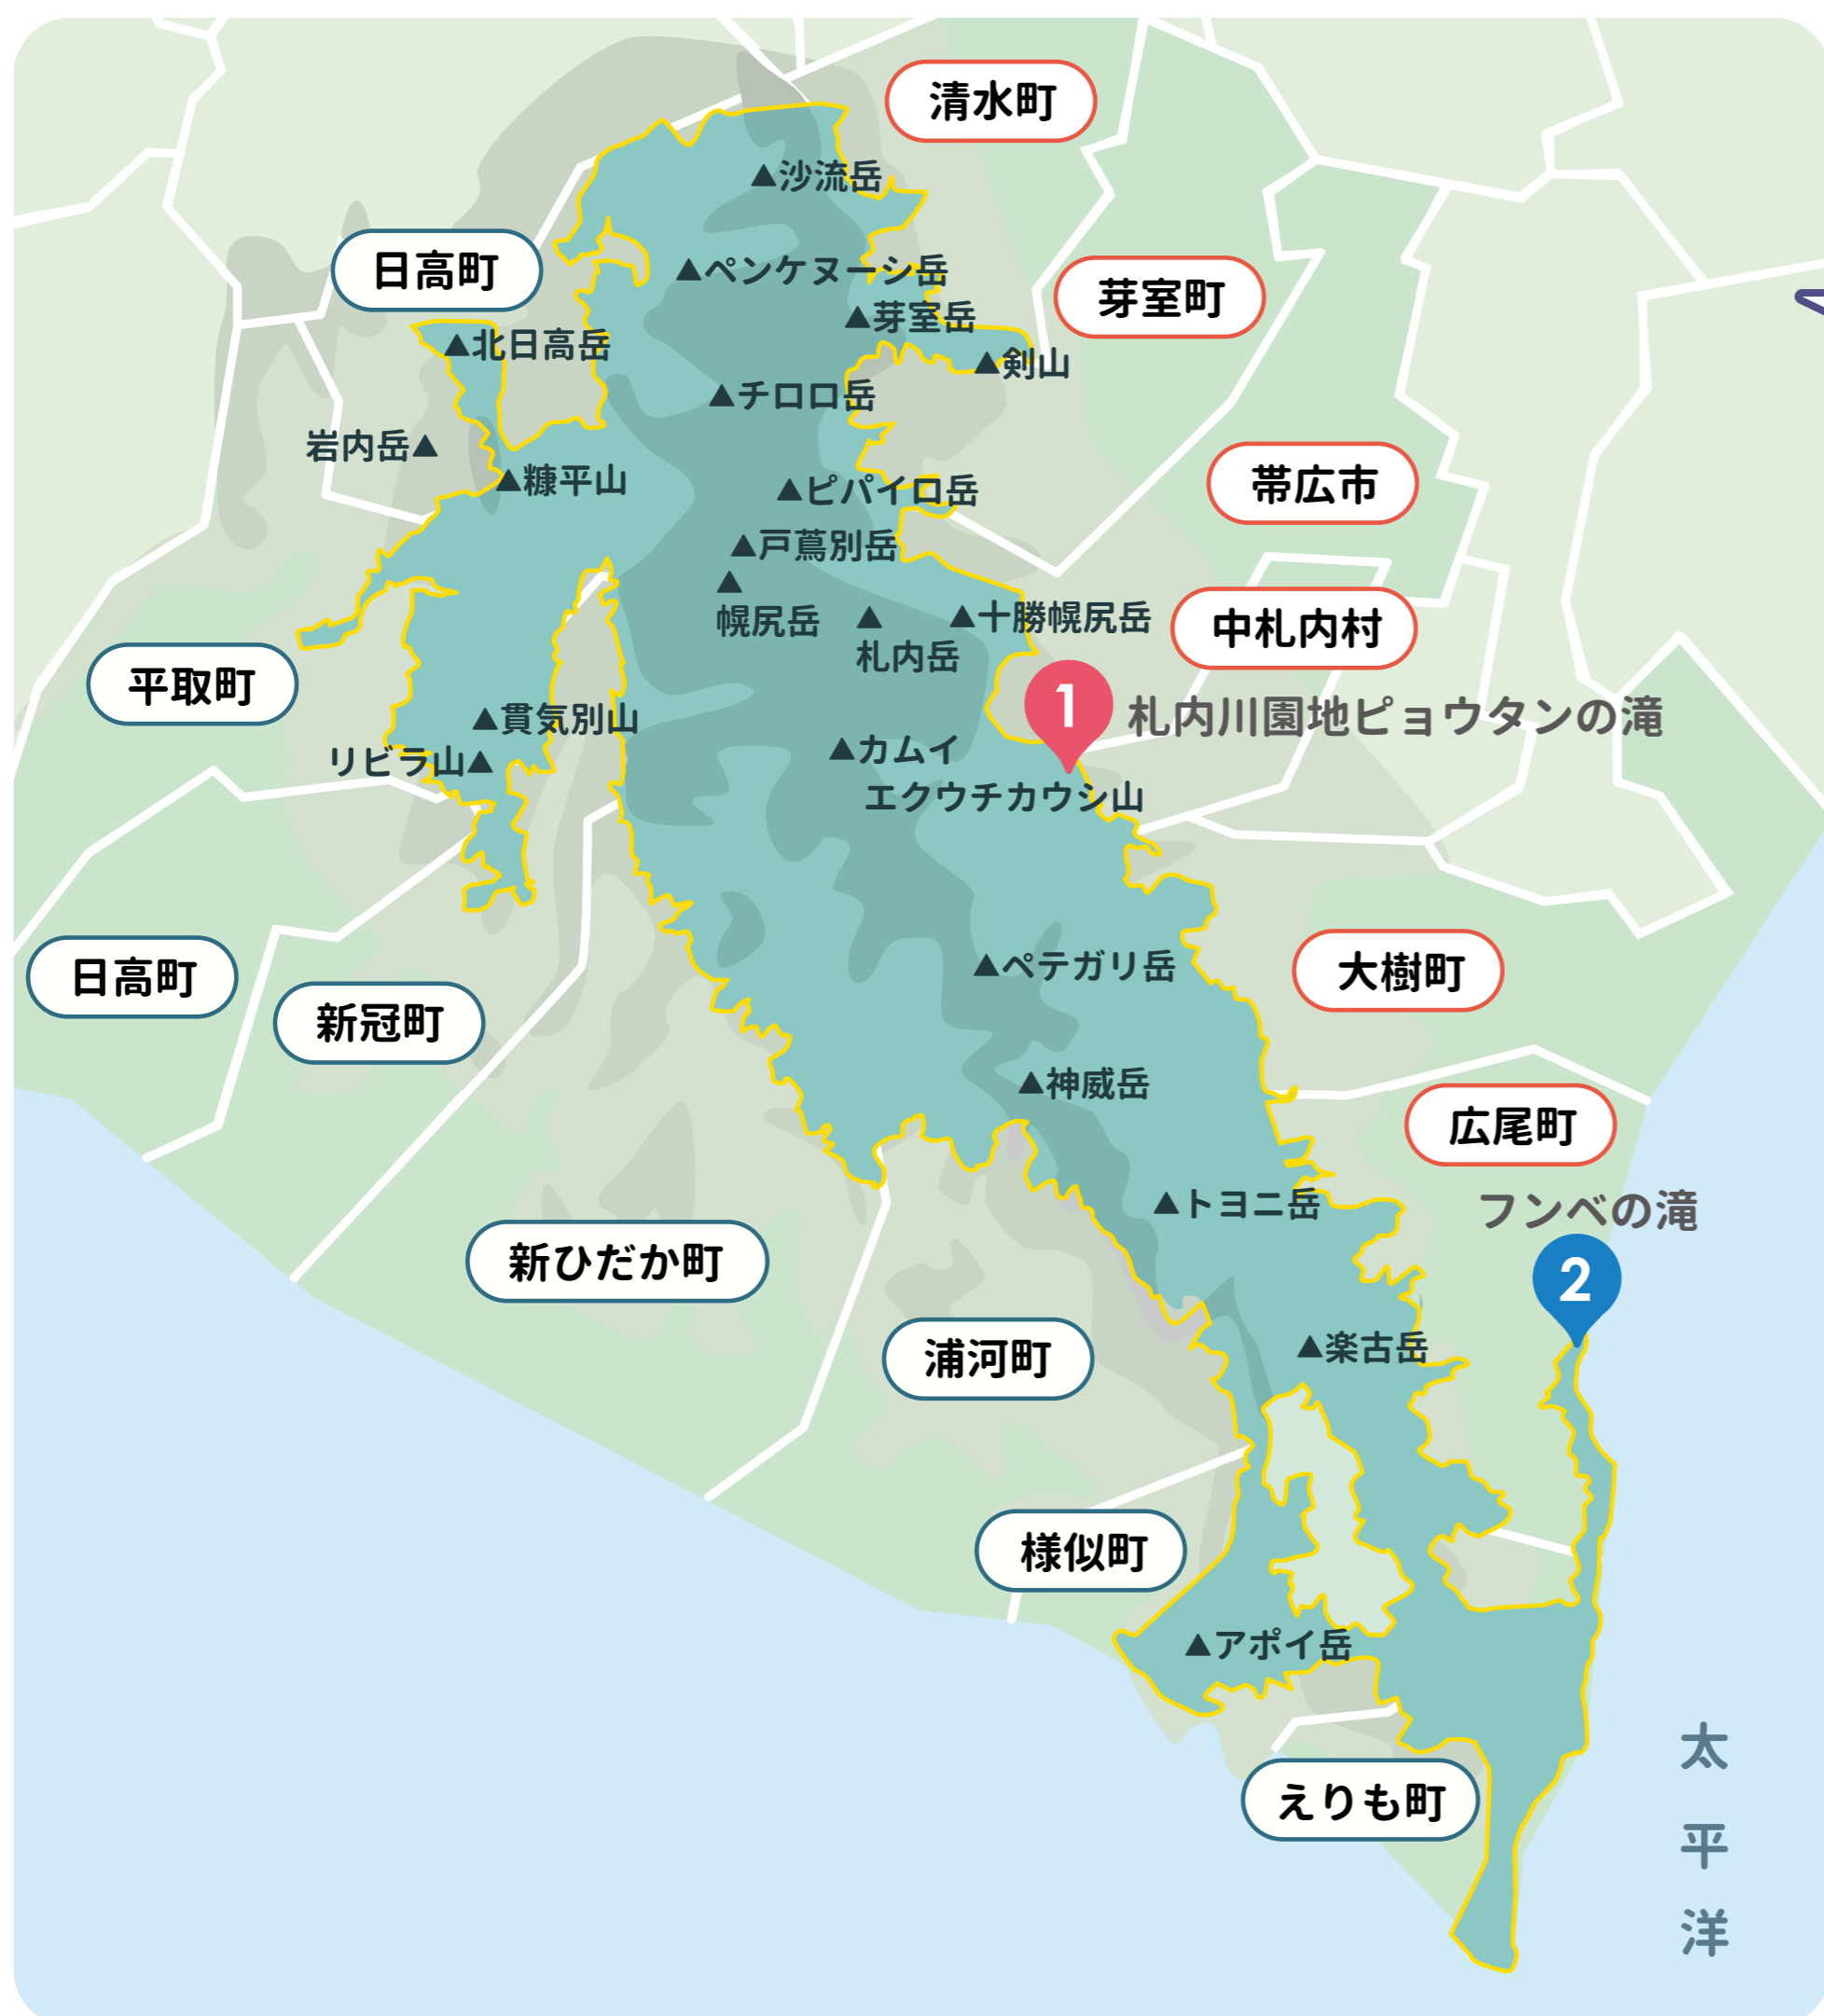 清水町
▲沙流岳
日高町
▲ペンケヌーシ岳
芽室町
▲芽室岳
▲北日高岳
▲剣山
▲チロロ岳
岩内岳▲
▲糠平山
帯広市
▲ピパイロ岳
▲戸蔦別岳
▲
幌尻岳
▲
札内岳
▲十勝幌尻岳
中札内村
平取町
1
札内川園地ピョウタンの滝
▲貫気別山
リビラ山▲
▲カムイ
エクウチカウシ山
日高町
新冠町
▲ペテガリ岳
大樹町
▲神威岳
広尾町
▲トヨニ岳
フンベの滝
2
新ひだか町
浦河町
▲楽古岳
様似町
▲アポイ岳
えりも町
太平洋